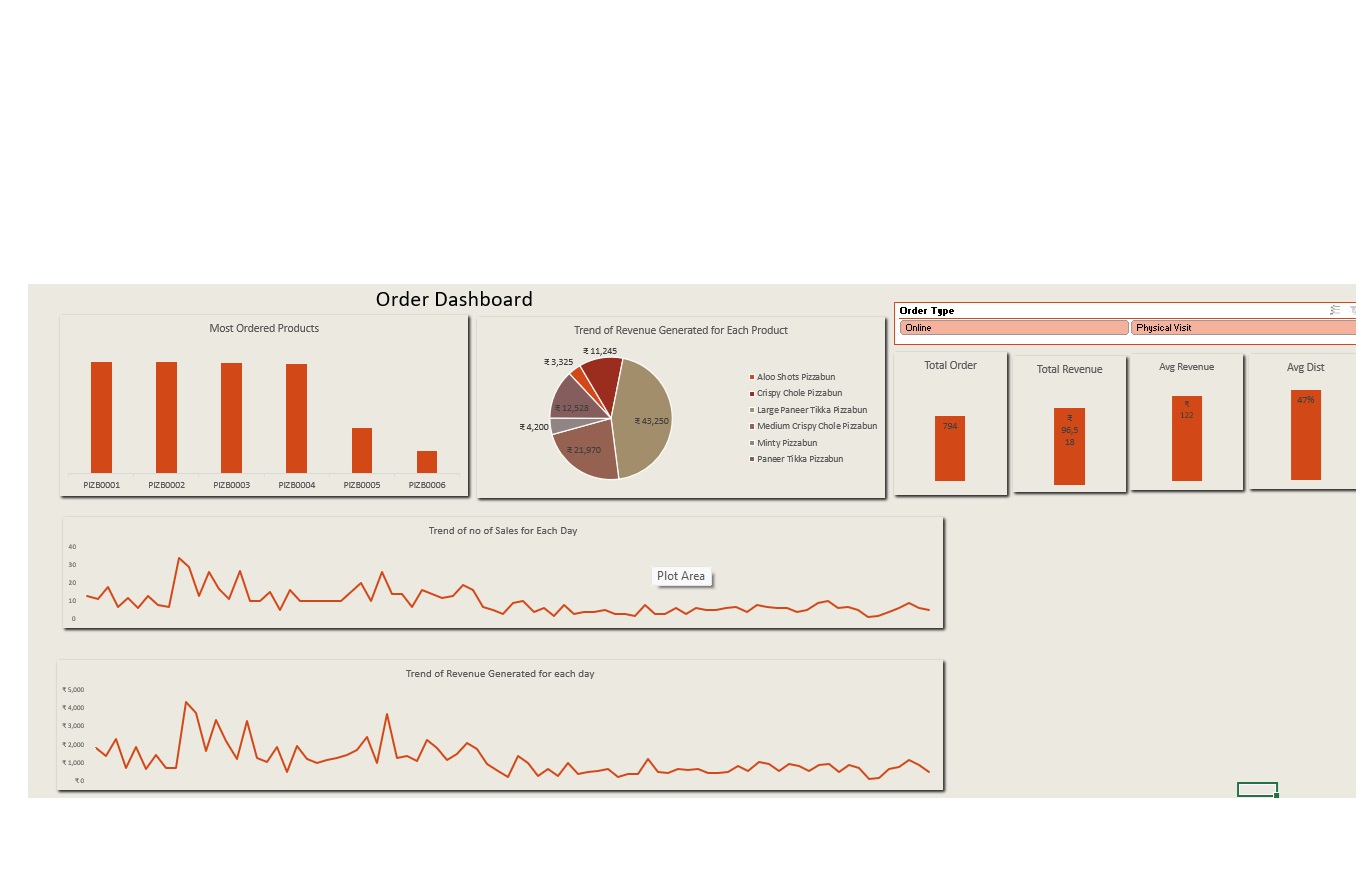 Order Dashboard
Most Ordered Products
PIZB0001 PIZB0002 PIZB0003 PIZB0004 PIZB0005 PIZB0006
Trend of Revenue Generated for Each Product
₹ 11,245
₹ 3,325
₹ 12,528
₹ 4,200
₹ 43,250
₹ 21,970
Aloo Shots Pizzabun
Crispy Chole Pizzabun
Large Paneer Tikka Pizzabun
Medium Crispy Chole Pizzabun
Minty Pizzabun
Paneer Tikka Pizzabun
Order Type
Online
Physical Visit
Total Order
794
Total Revenue
₹
96,5
18
Avg Revenue
₹
122
Avg Dist
47%
Trend of no of Sales for Each Day
40
30
20
10
0
Plot Area
Trend of Revenue Generated for each day
₹ 5,000
₹ 4,000
₹ 3,000
₹ 2,000
₹ 1,000
₹ 0